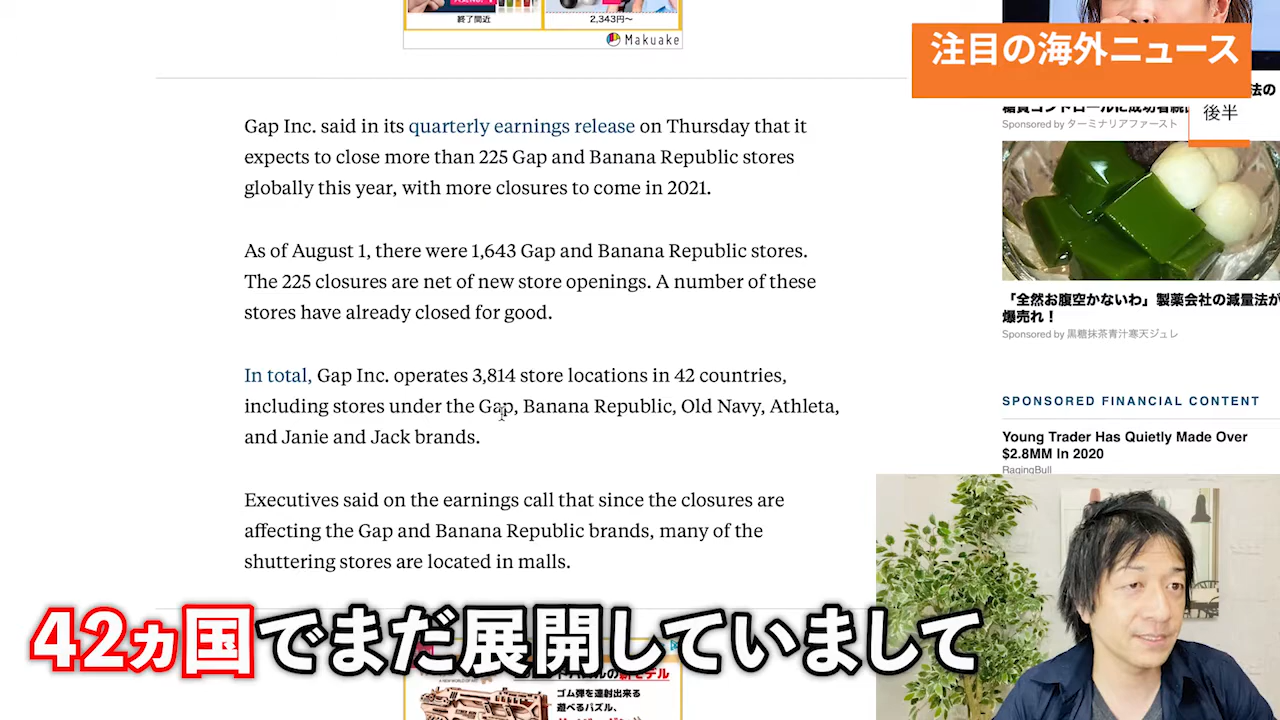 終了間近
2,343円〜
Makuake
注目の海外ニュース
後半
Sponsored by ターミナリアファースト
Gap Inc. said in its quarterly earnings release on Thursday that it
expects to close more than 225 Gap and Banana Republic stores
globally this year, with more closures to come in 2021.
As of August 1, there were 1,643 Gap and Banana Republic stores.
The 225 closures are net of new store openings. A number of these
stores have already closed for good.
In total, Gap Inc. operates 3,814 store locations in 42 countries,
including stores under the Gap, Banana Republic, Old Navy, Athleta,
and Janie and Jack brands.
Executives said on the earnings call that since the closures are
affecting the Gap and Banana Republic brands, many of the
shuttering stores are located in malls.
「全然お腹空かないわ」製薬会社の減量法が
爆売れ！
Sponsored by 黒糖抹茶青汁寒天ジュレ
SPONSORED FINANCIAL CONTENT
Young Trader Has Quietly Made Over
$2.8MM In 2020
RagingBull
42ヵ国でまだ展開していまして
ゴム弾を連射出来る
遊べるパズル、